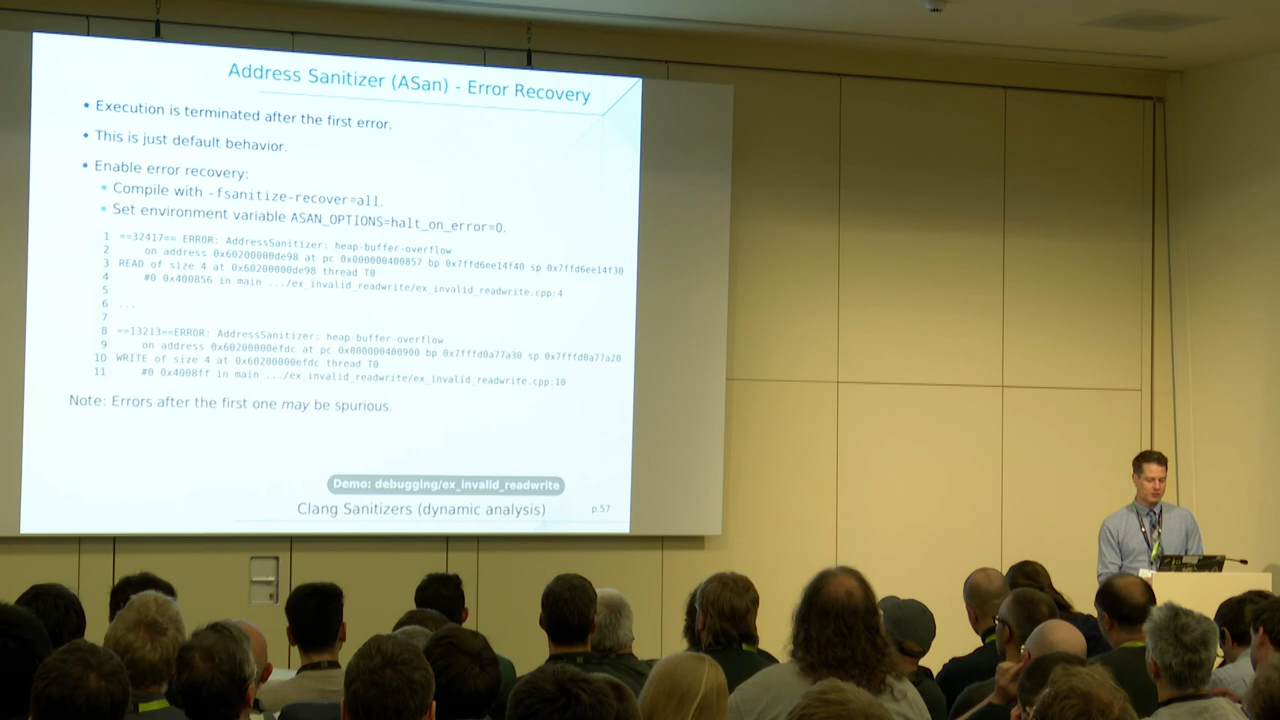 Address Sanitizer (ASan) - Error Recovery
• Execution is terminated after the first error.
• This is just default behavior.
• Enable error recovery:
• Compile with -fsanitize-recover=all.
• Set environment variable ASAN_OPTIONS=halt_on_error=0.
1 ==32417== ERROR: AddressSanitizer: heap-buffer-overflow
2 on address 0x60200000de98 at pc 0x000000400857 bp 0x7ffd6ee14f40 sp 0x7ffd6ee14f30
3 READ of size 4 at 0x60200000de98 thread T0
4 #0 0x400856 in main .../ex_invalid_readwrite/ex_invalid_readwrite.cpp:4
5
6 ...
7
8 ==13213==ERROR: AddressSanitizer: heap-buffer-overflow
9 on address 0x60200000efdc at pc 0x000000400900 bp 0x7fffd0a77a30 sp 0x7fffd0a77a20
10 WRITE of size 4 at 0x60200000efdc thread T0
11 #0 0x4008ff in main .../ex_invalid_readwrite/ex_invalid_readwrite.cpp:10
Note: Errors after the first one may be spurious.
Demo: debugging/ex_invalid_readwrite
Clang Sanitizers (dynamic analysis) p.57